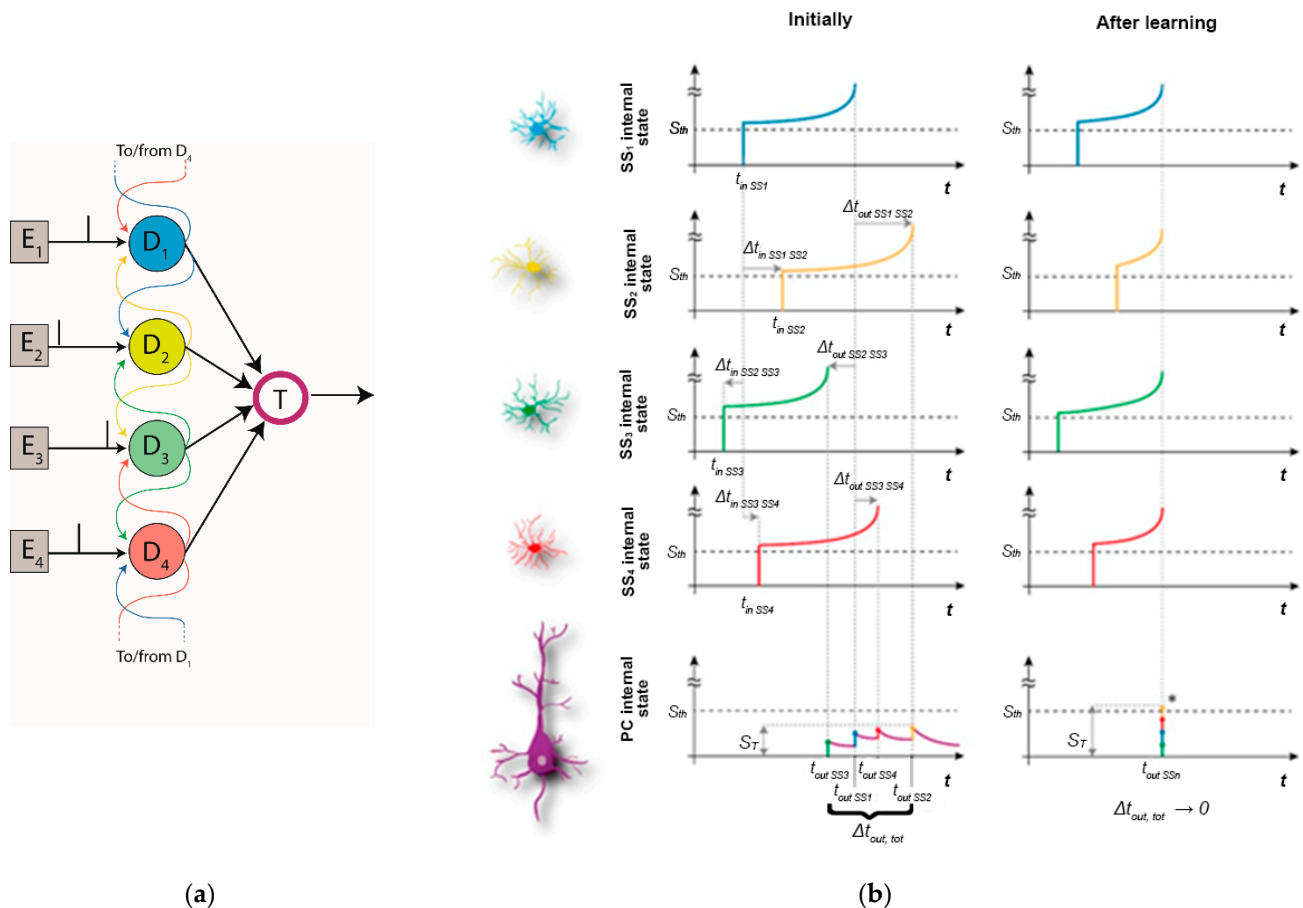 To/from D4
E1
D1
E2
D2
T
E3
D3
E4
D4
To/from D1
(a)
Initially
After learning
SS1 internal
state
Sth
tin SS1
t
Sth
t
SS2 internal
state
Sth
Δtout SS1 SS2
Δtin SS1 SS2
tin SS2
t
Sth
t
SS3 internal
state
Sth
Δtin SS2 SS3
Δtout SS2 SS3
tin SS3
t
Sth
t
SS4 internal
state
Sth
Δtin SS3 SS4
Δtout SS3 SS4
tin SS4
t
Sth
t
PC internal
state
Sth
ST
tout SS3
tout SS4
t
tout SS1
tout SS2
Δtout, tot
Sth
*
ST
tout SSn
t
Δtout, tot → 0
(b)